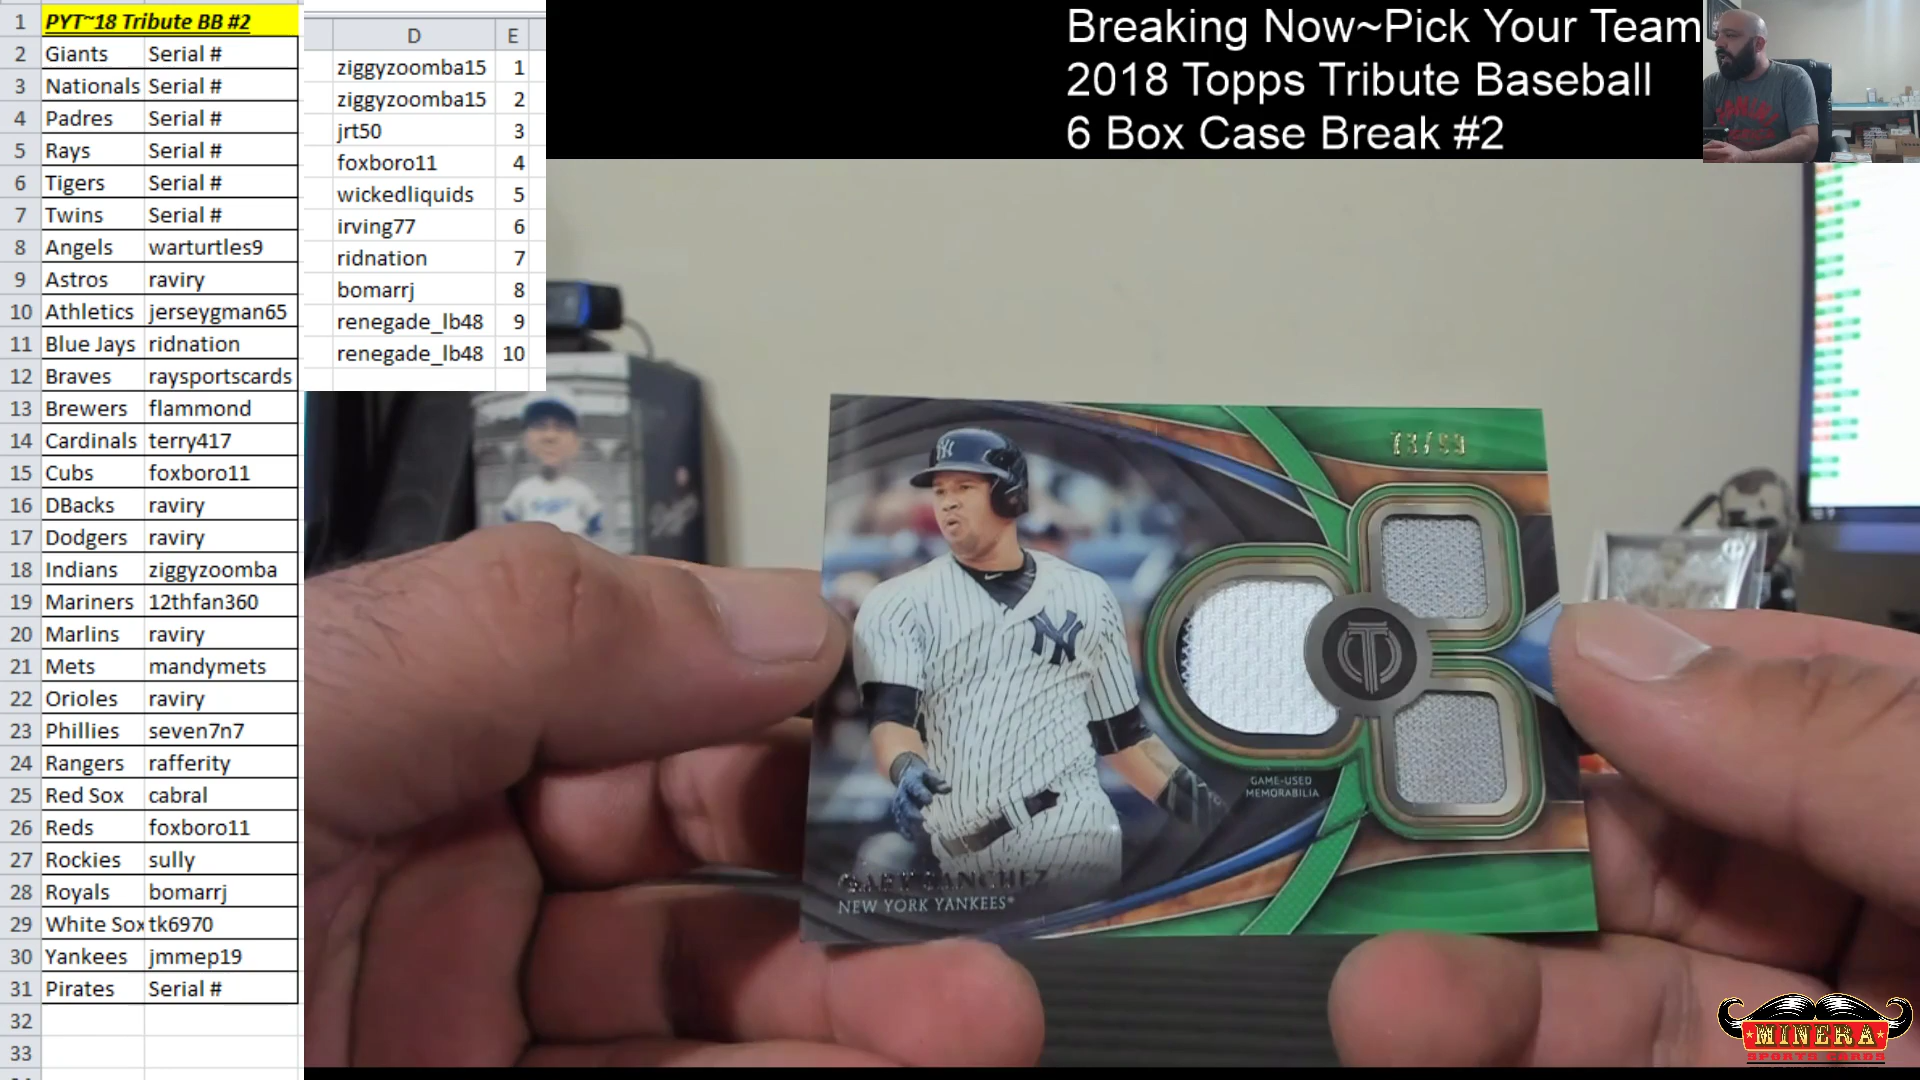 1 PYT~18 Tribute BB #2
2 Giants Serial #
3 Nationals Serial #
4 Padres Serial #
5 Rays Serial #
6 Tigers Serial #
7 Twins Serial #
8 Angels warturtles9
9 Astros raviry
10 Athletics jerseygman65
11 Blue Jays ridnation
12 Braves raysportscards
13 Brewers flammond
14 Cardinals terry417
15 Cubs foxboro11
16 DBacks raviry
17 Dodgers raviry
18 Indians ziggyzoomba
19 Mariners 12thfan360
20 Marlins raviry
21 Mets mandymets
22 Orioles raviry
23 Phillies seven7n7
24 Rangers rafferity
25 Red Sox cabral
26 Reds foxboro11
27 Rockies sully
28 Royals bomarrj
29 White Sox tk6970
30 Yankees jmmep19
31 Pirates Serial #
32
33
D E
ziggyzoomba15 1
ziggyzoomba15 2
jrt50 3
foxboro11 4
wickedliquids 5
irving77 6
ridnation 7
bomarrj 8
renegade_lb48 9
renegade_lb48 10
Breaking Now~Pick Your Team
2018 Topps Tribute Baseball
6 Box Case Break #2
73/99
NY
GAME-USED
MEMORABILIA
GARY SANCHEZ
NEW YORK YANKEES*
MINERA
SPORTS CARDS